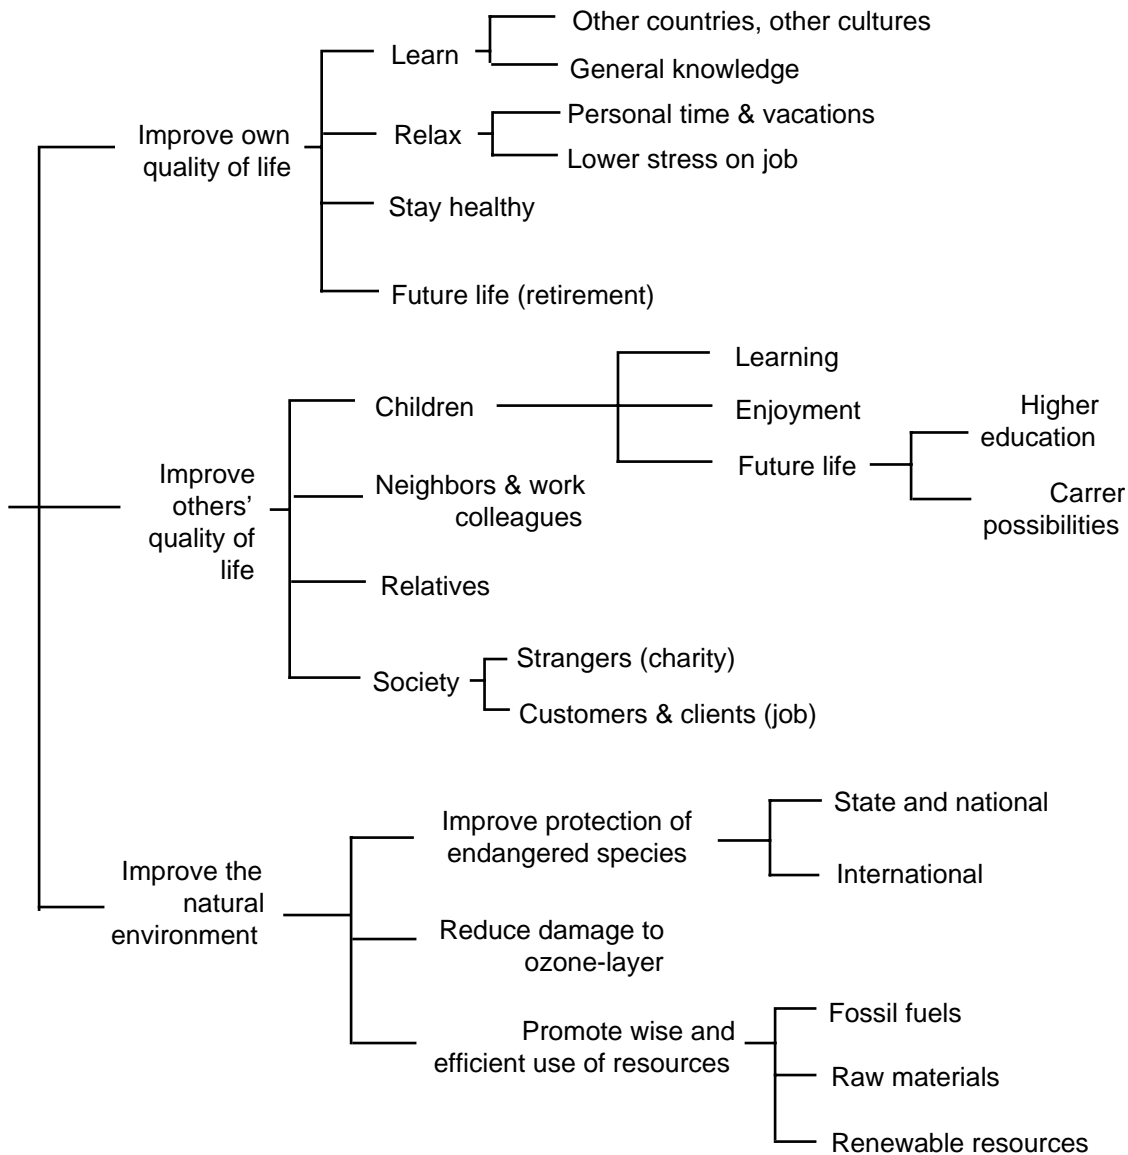 Other countries, other cultures
Learn
General knowledge
Personal time & vacations
Improve own
quality of life
Relax
Lower stress on job
Stay healthy
Future life (retirement)
Learning
Children
Enjoyment
Higher
education
Future life
Improve
others’
quality of
life
Neighbors & work
colleagues
Carrer
possibilities
Relatives
Strangers (charity)
Society
Customers & clients (job)
State and national
Improve protection of
endangered species
International
Improve the
natural
environment
Reduce damage to
ozone-layer
Fossil fuels
Promote wise and
efficient use of resources
Raw materials
Renewable resources